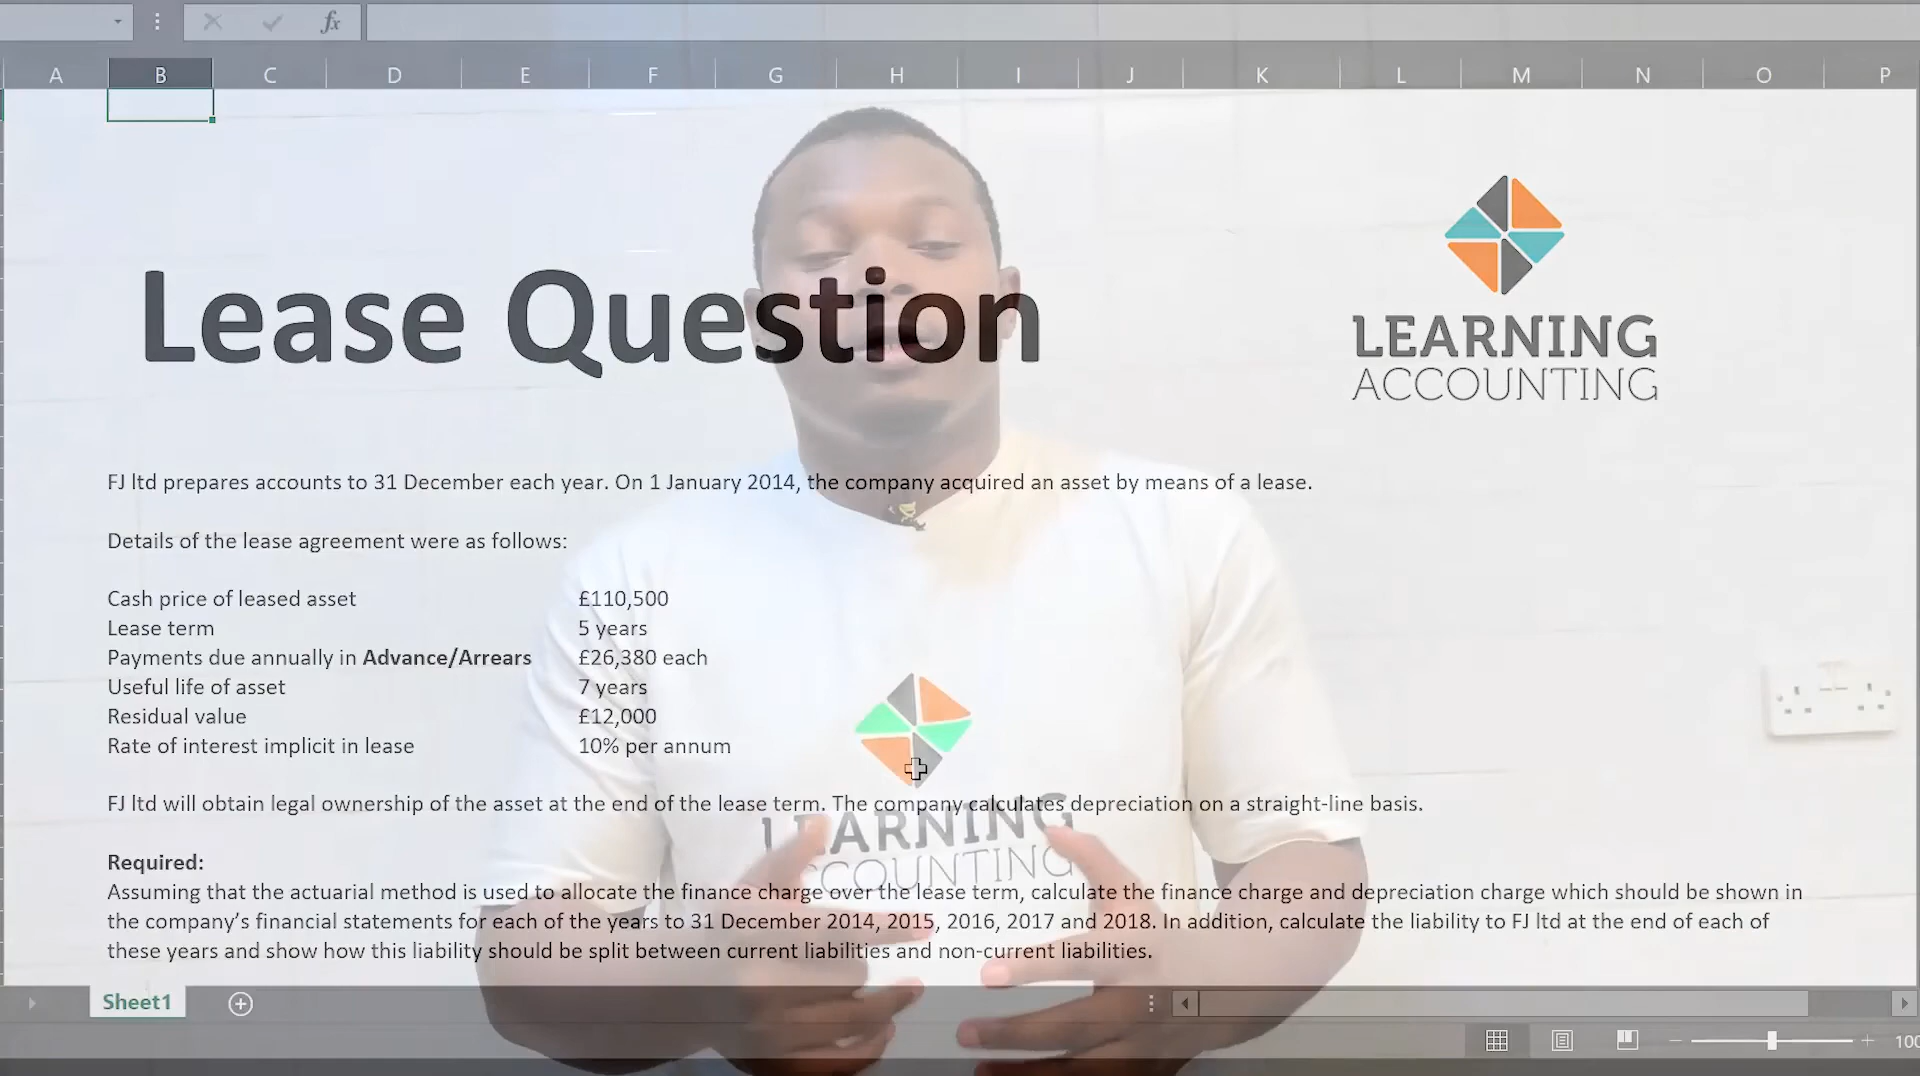 fx
A B C D E F G H I J K L M N O P
Lease Question
LEARNING
ACCOUNTING
FJ ltd prepares accounts to 31 December each year. On 1 January 2014, the company acquired an asset by means of a lease.
Details of the lease agreement were as follows:
Cash price of leased asset £110,500
Lease term 5 years
Payments due annually in Advance/Arrears £26,380 each
Useful life of asset 7 years
Residual value £12,000
Rate of interest implicit in lease 10% per annum
FJ ltd will obtain legal ownership of the asset at the end of the lease term. The company calculates depreciation on a straight-line basis.
LEARNING
ACCOUNTING
Required:
Assuming that the actuarial method is used to allocate the finance charge over the lease term, calculate the finance charge and depreciation charge which should be shown in
the company’s financial statements for each of the years to 31 December 2014, 2015, 2016, 2017 and 2018. In addition, calculate the liability to FJ ltd at the end of each of
these years and show how this liability should be split between current liabilities and non-current liabilities.
Sheet1
100